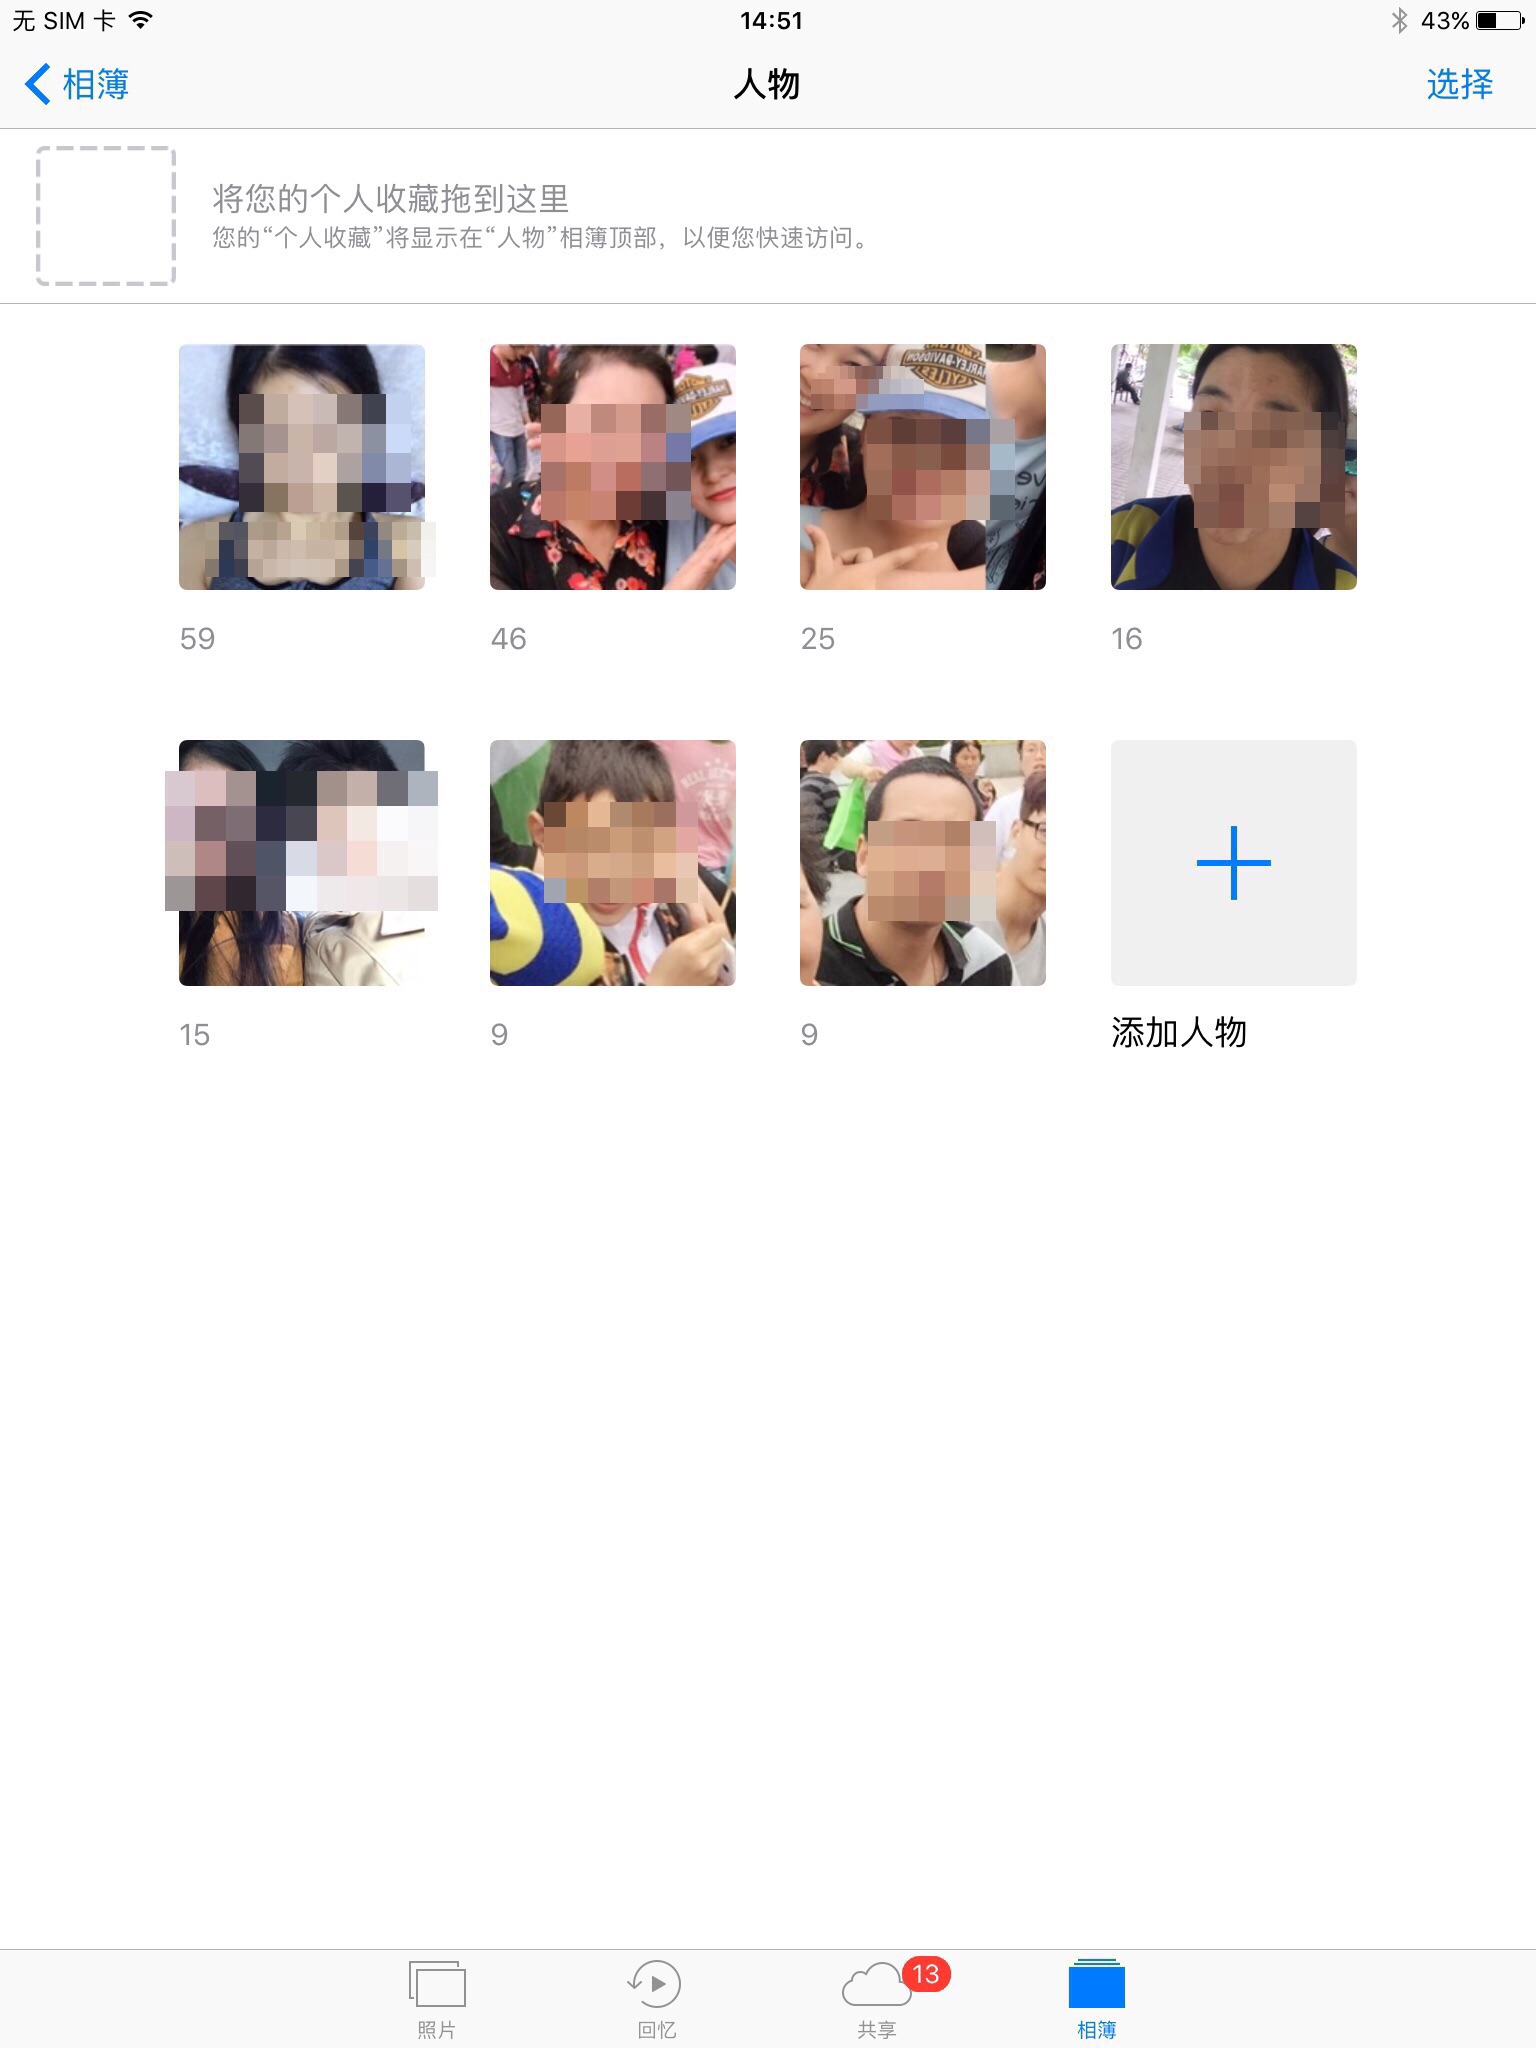 无 SIM 卡
14:51
43%
相簿
人物
选择
将您的个人收藏拖到这里
您的“个人收藏”将显示在“人物”相簿顶部，以便您快速访问。
HARLEY-DAVIDSON
CYCLES
59
46
25
16
15
9
9
添加人物
照片
回忆
13
共享
相簿